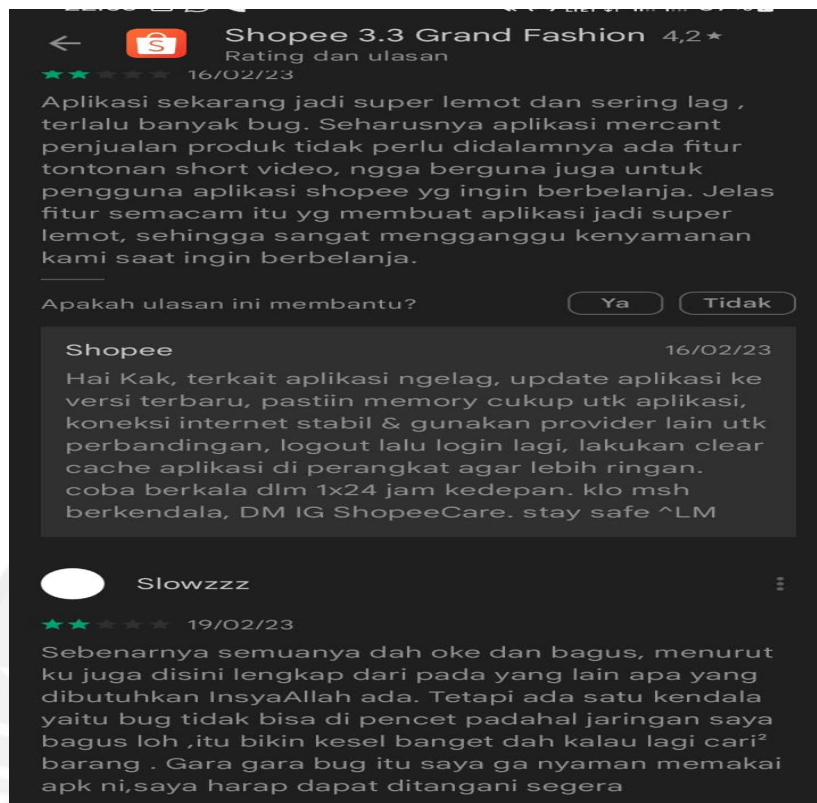 Shopee 3.3 Grand Fashion 4,2★
Rating dan ulasan
16/02/23
Aplikasi sekarang jadi super lemot dan sering lag ,
terlalu banyak bug. Seharusnya aplikasi mercant
penjualan produk tidak perlu didalamnya ada fitur
tontonan short video, ngga berguna juga untuk
pengguna aplikasi shopee yg ingin berbelanja. Jelas
fitur semacam itu yg membuat aplikasi jadi super
lemot, sehingga sangat mengganggu kenyamanan
kami saat ingin berbelanja.
Apakah ulasan ini membantu? Ya Tidak
Shopee 16/02/23
Hai Kak, terkait aplikasi ngelag, update aplikasi ke
versi terbaru, pastiin memory cukup utk aplikasi,
koneksi internet stabil & gunakan provider lain utk
perbandingan, logout lalu login lagi, lakukan clear
cache aplikasi di perangkat agar lebih ringan.
coba berkala dlm 1x24 jam kedepan. klo msh
berkendala, DM IG ShopeeCare. stay safe ^LM
Slowzzz
19/02/23
Sebenarnya semuanya dah oke dan bagus, menurut
ku juga disini lengkap dari pada yang lain apa yang
dibutuhkan InsyaAllah ada. Tetapi ada satu kendala
yaitu bug tidak bisa di pencet padahal jaringan saya
bagus loh ,itu bikin kesel banget dah kalau lagi cari²
barang . Gara gara bug itu saya ga nyaman memakai
apk ni,saya harap dapat ditangani segera